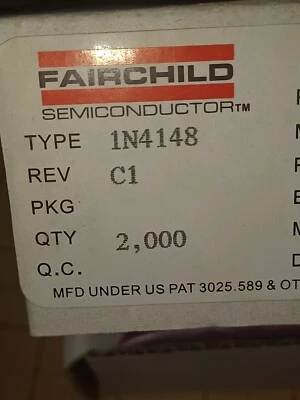 FAIRCHILD
SEMICONDUCTOR™
TYPE 1N4148
REV C1
PKG
QTY 2,000
Q.C.
MFD UNDER US PAT 3025.589 & OT